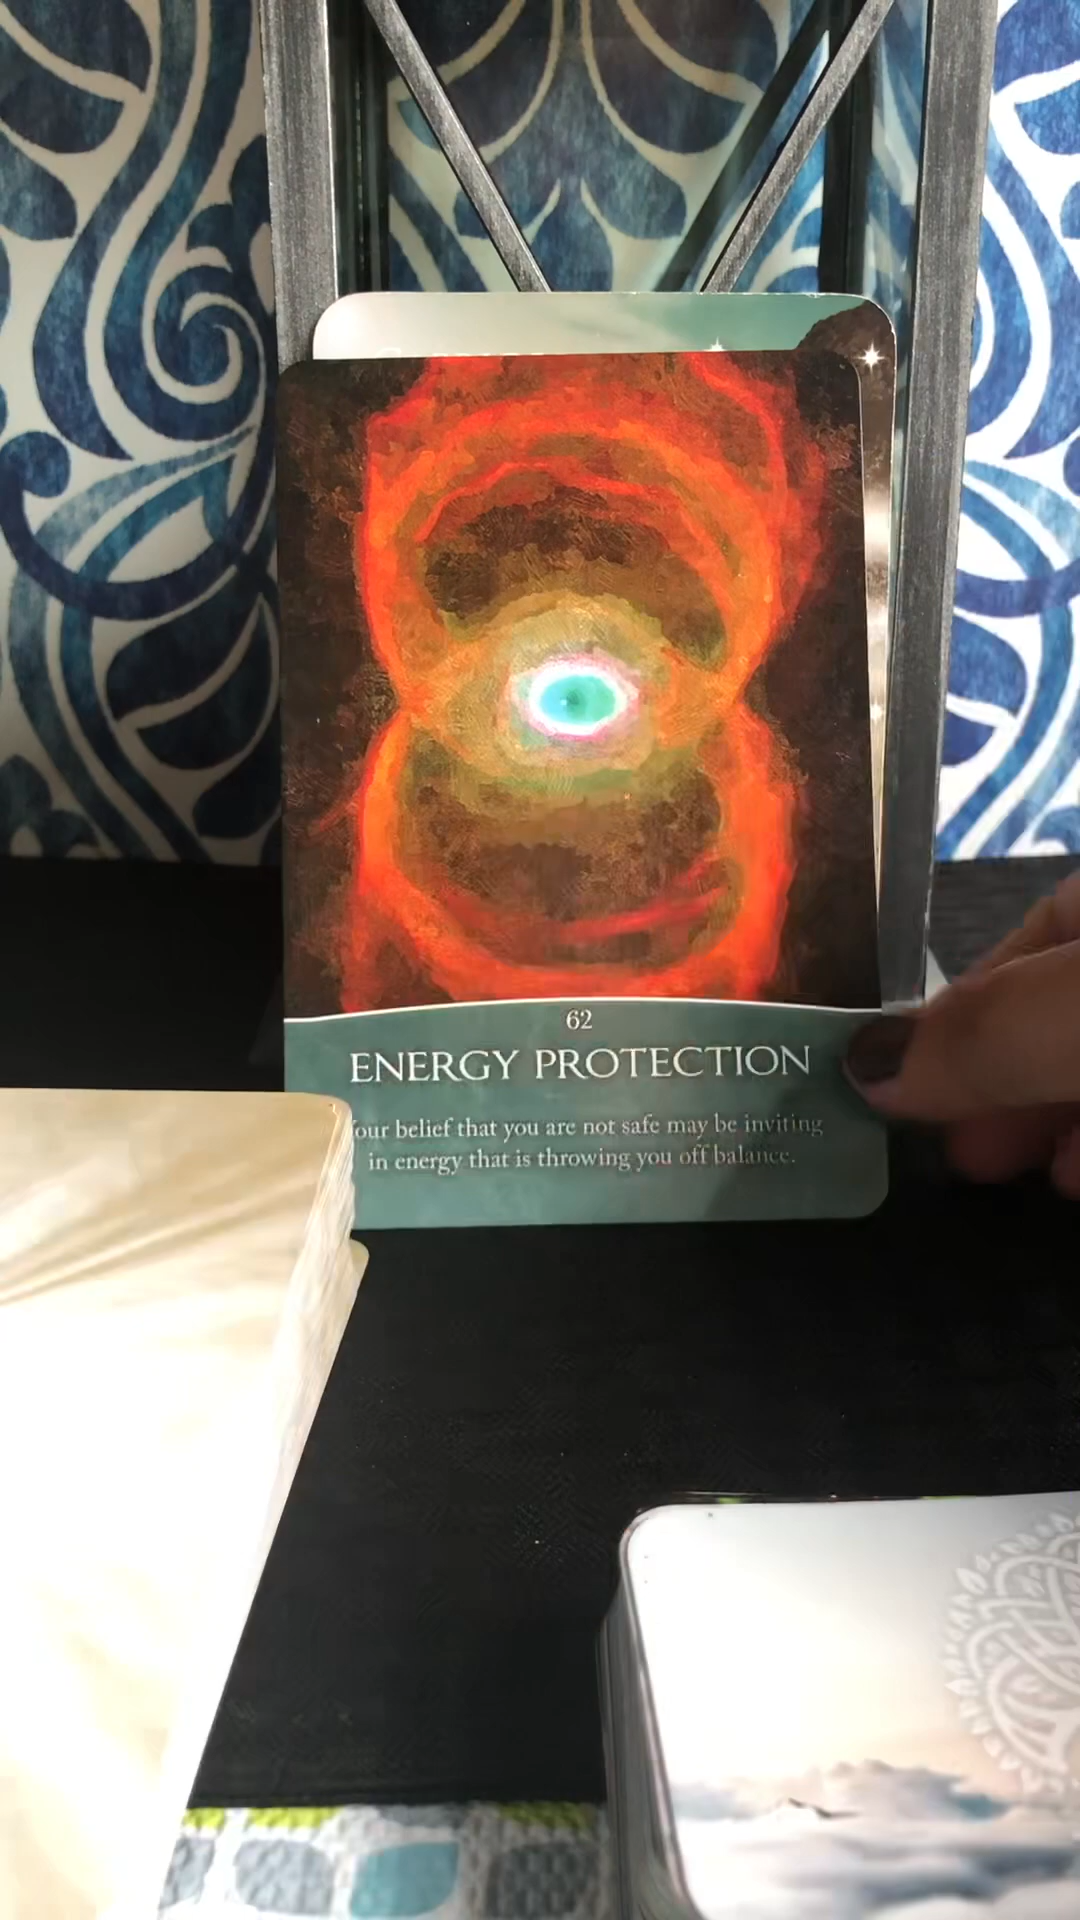 62
ENERGY PROTECTION
our belief that you are not safe may be inviting
in energy that is throwing you off balance.